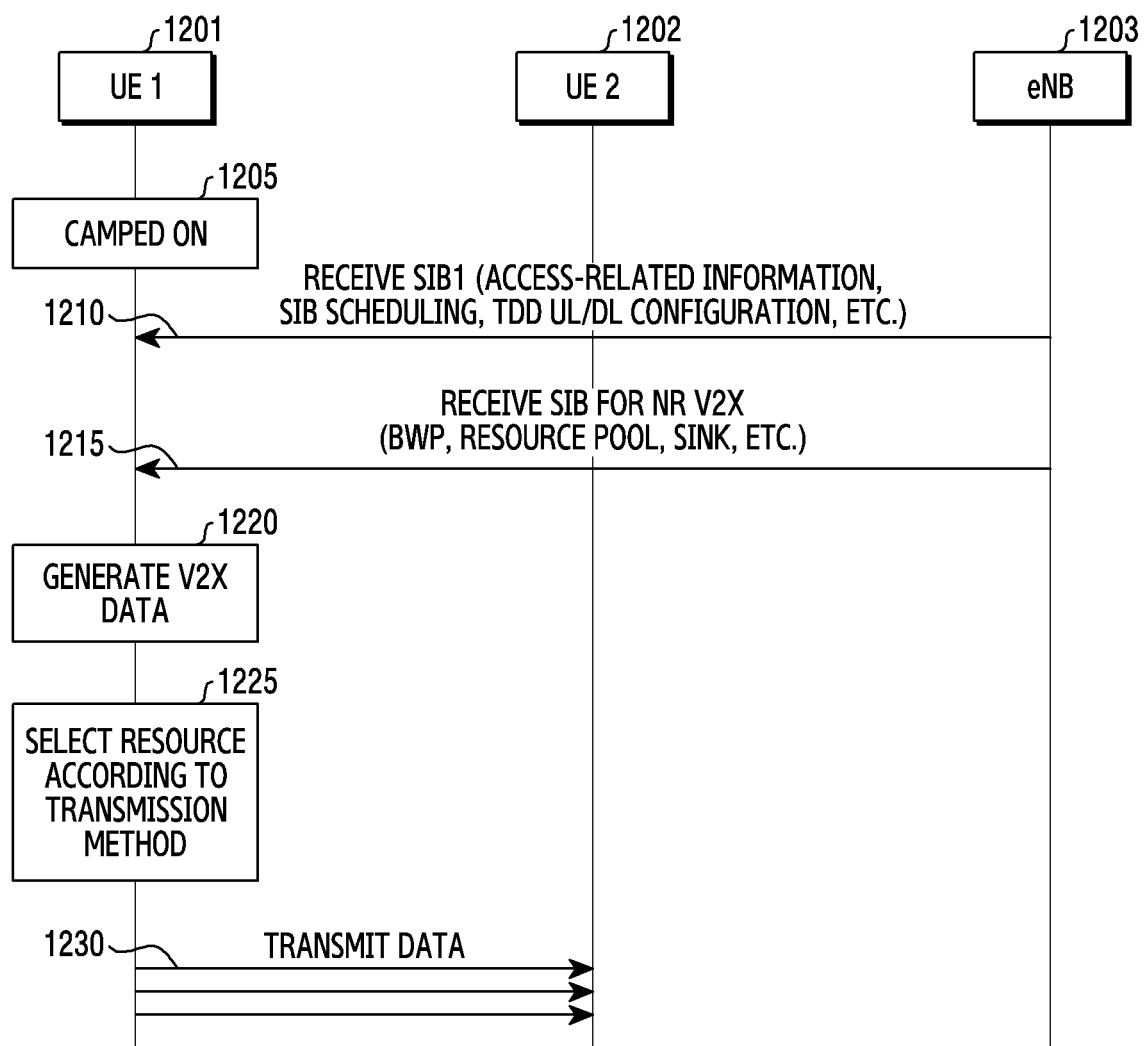 1201
1202
1203
UE 1
UE 2
eNB
1205
CAMPED ON
RECEIVE SIB1 (ACCESS-RELATED INFORMATION,
SIB SCHEDULING, TDD UL/DL CONFIGURATION, ETC.)
1210
RECEIVE SIB FOR NR V2X
(BWP, RESOURCE POOL, SINK, ETC.)
1215
1220
GENERATE V2X
DATA
1225
SELECT RESOURCE
ACCORDING TO
TRANSMISSION
METHOD
1230
TRANSMIT DATA